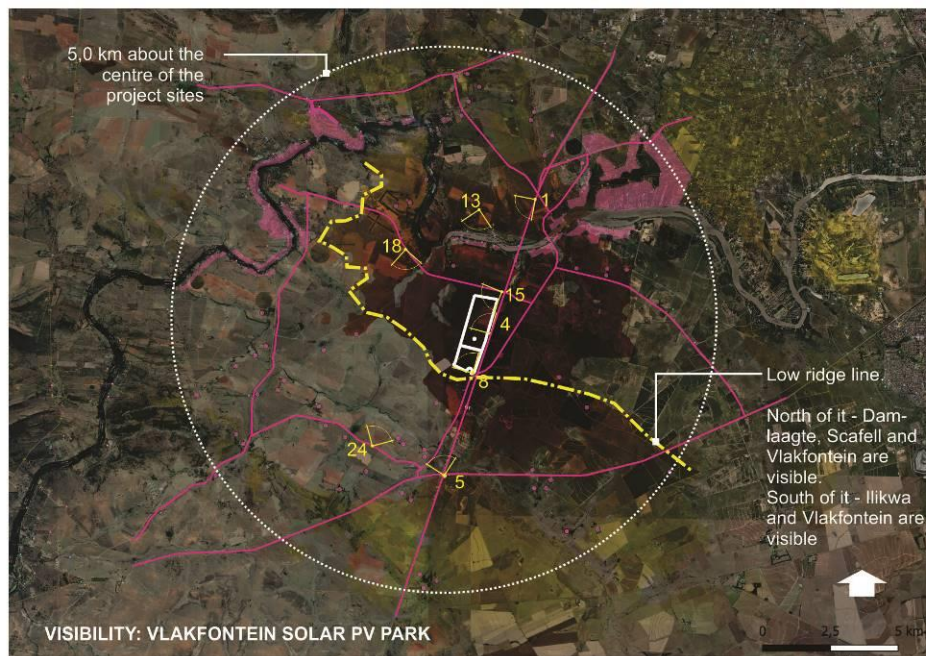 5,0 km about the
centre of the
project sites
13
1
18
15
4
8
24
5
Low ridge line.
North of it - Dam-
laagte, Scafell and
Vlakfontein are
visible.
South of it - Ilikwa
and Vlakfontein are
visible
VISIBILITY: VLAKFONTEIN SOLAR PV PARK
0 2,5 5 km